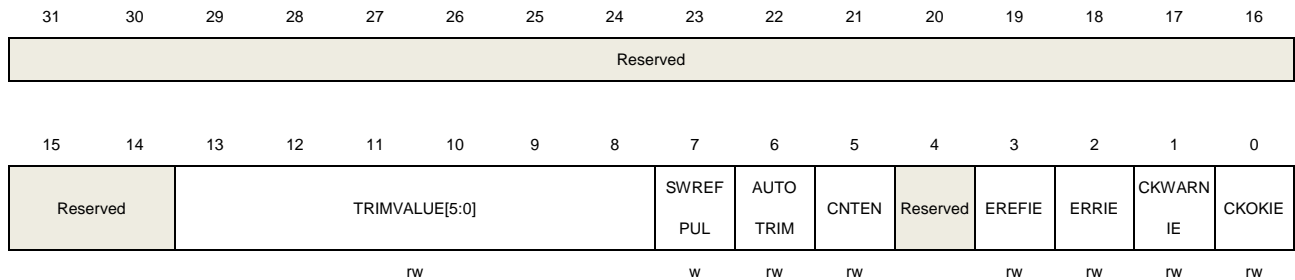 31 30 29 28 27 26 25 24 23 22 21 20 19 18 17 16
Reserved
15 14 13 12 11 10 9 8 7 6 5 4 3 2 1 0
Reserved TRIMVALUE[5:0] SWREF PUL AUTO TRIM CNTEN Reserved EREFIE ERRIE CKWARN IE CKOKIE
rw w rw rw rw rw rw rw